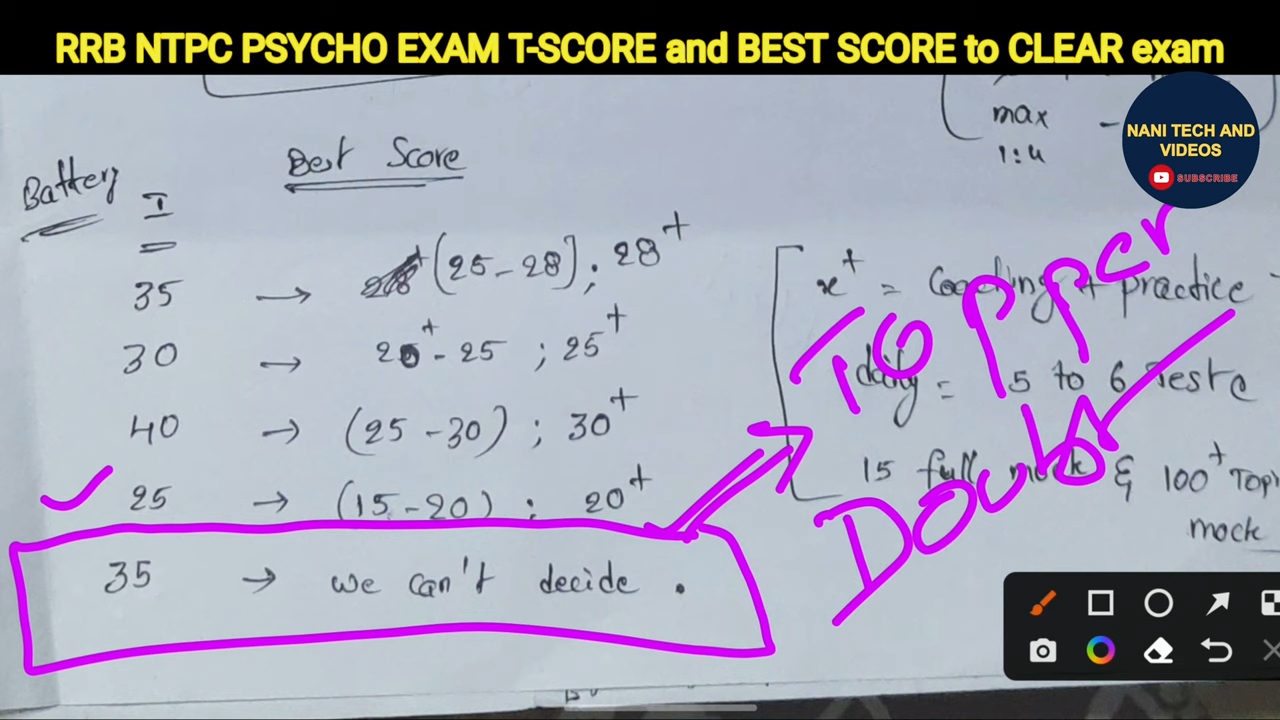 RRB NTPC PSYCHO EXAM T-SCORE and BEST SCORE to CLEAR exam
max -
1:4
NANI TECH AND
VIDEOS
SUBSCRIBE
Battery I
Best Score
35 → (25-28]; 28+
30 → 20+-25 ; 25+
40 → (25-30) ; 30+
25 → (15-20) ; 20+
35 → we can't decide .
x+ = Coaching + practice
daily = 5 to 6 Tests
15 full mock & 100+ Topi
mock
TOpper
Doubt